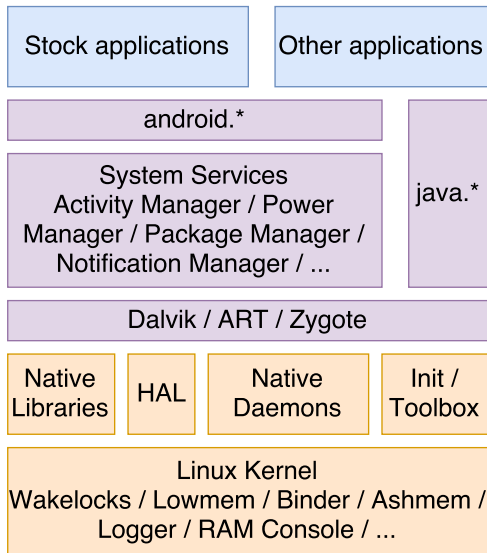 Stock applications
Other applications
android.*
java.*
System Services
Activity Manager / Power
Manager / Package Manager /
Notification Manager / ...
Dalvik / ART / Zygote
Native
Libraries
HAL
Native
Daemons
Init /
Toolbox
Linux Kernel
Wakelocks / Lowmem / Binder / Ashmem /
Logger / RAM Console / ...